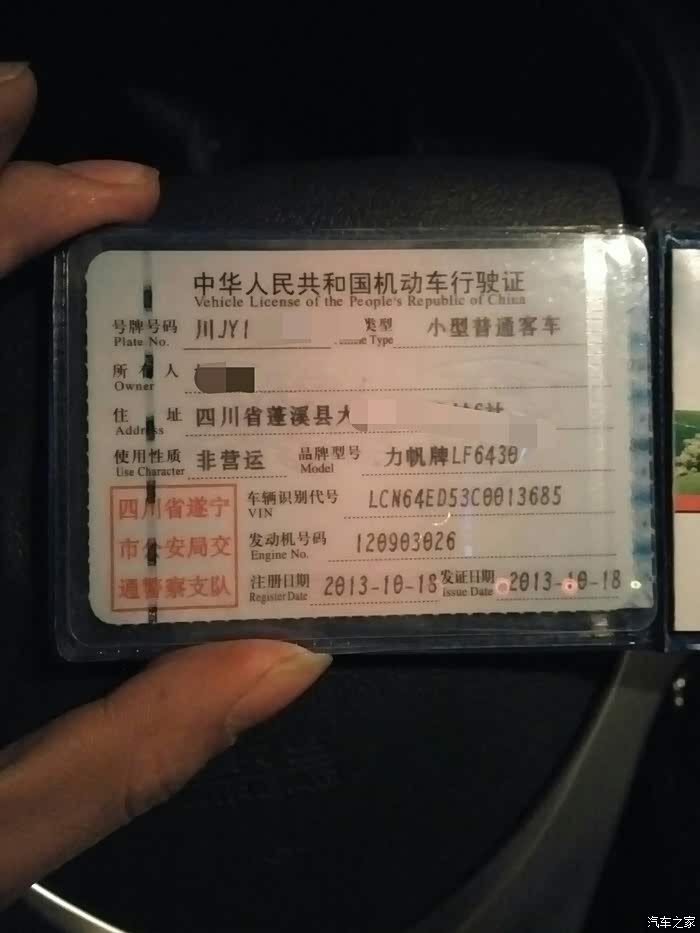 中华人民共和国机动车行驶证
Vehicle License of the People's Republic of China
号牌号码 川JY1 类型 小型普通客车
Plate No. Type
所有人
Owner
住址 四川省蓬溪县大
Address
使用性质 非营运 品牌型号 力帆牌LF6430
Use Character Model
四川省遂宁
市公安局交
通警察支队
车辆识别代号 LCN64ED53C0013685
VIN
发动机号码 120903026
Engine No.
注册日期 2013-10-18 发证日期 2013-10-18
Register Date Issue Date
汽车之家